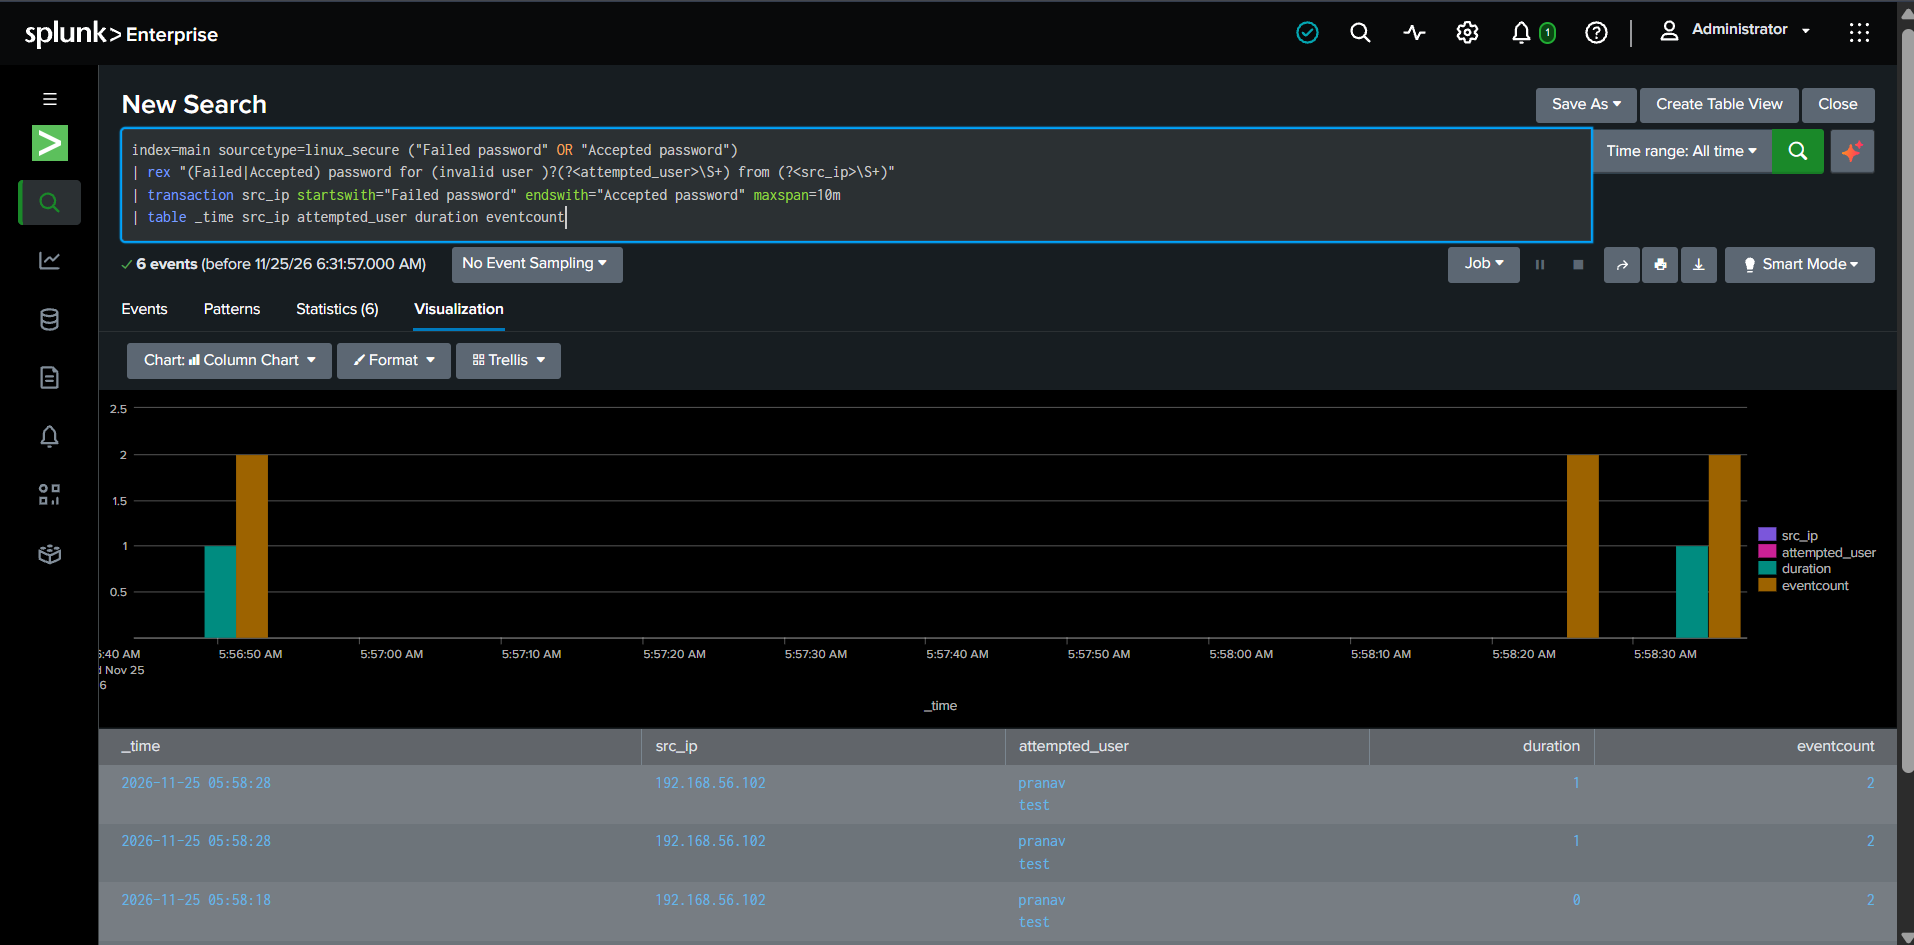 splunk> Enterprise
1
Administrator
New Search
Save As
Create Table View
Close
index=main sourcetype=linux_secure ("Failed password" OR "Accepted password")
| rex "(Failed|Accepted) password for (invalid user )?(?<attempted_user>\S+) from (?<src_ip>\S+)"
| transaction src_ip startswith="Failed password" endswith="Accepted password" maxspan=10m
| table _time src_ip attempted_user duration eventcount
Time range: All time
6 events (before 11/25/26 6:31:57.000 AM)
No Event Sampling
Job
Smart Mode
Events
Patterns
Statistics (6)
Visualization
Chart: Column Chart
Format
Trellis
2.5
2
1.5
1
0.5
src_ip
attempted_user
duration
eventcount
:40 AM
5:56:50 AM
5:57:00 AM
5:57:10 AM
5:57:20 AM
5:57:30 AM
5:57:40 AM
5:57:50 AM
5:58:00 AM
5:58:10 AM
5:58:20 AM
5:58:30 AM
Nov 25
6
_time
_time src_ip attempted_user duration eventcount
2026-11-25 05:58:28 192.168.56.102 pranav 1 2
test
2026-11-25 05:58:28 192.168.56.102 pranav 1 2
test
2026-11-25 05:58:18 192.168.56.102 pranav 0 2
test